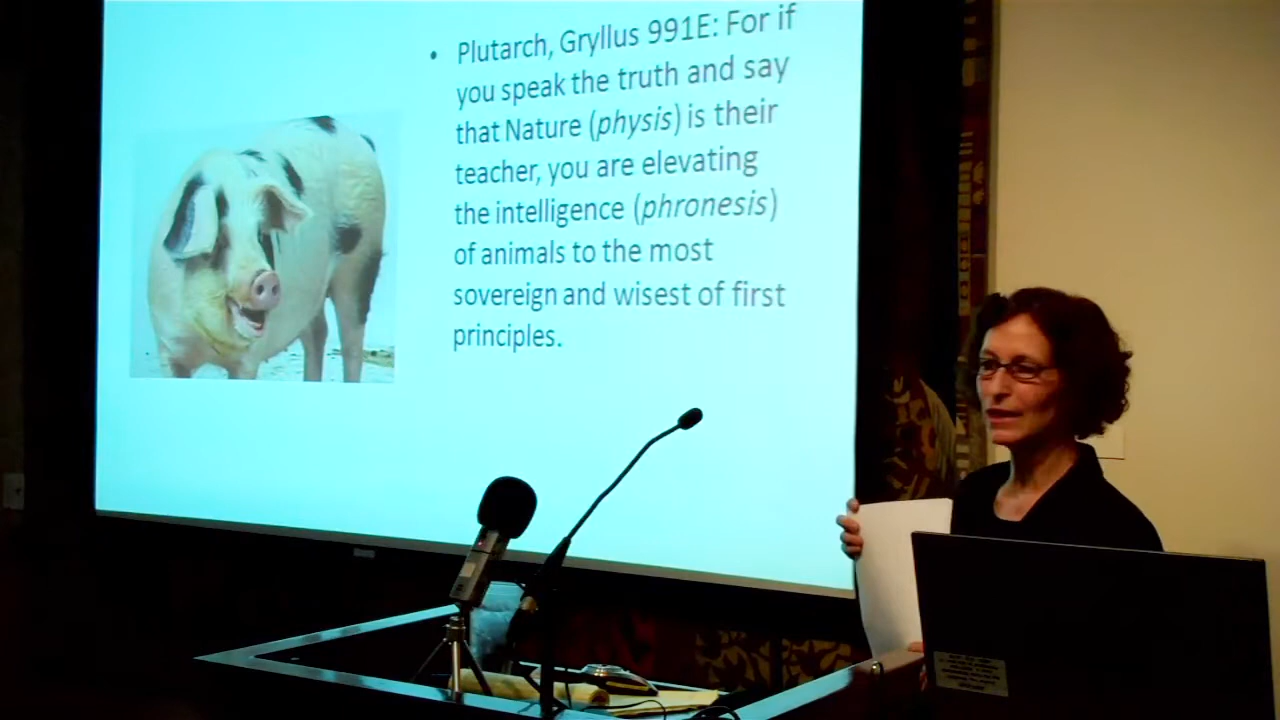 • Plutarch, Gryllus 991E: For if
you speak the truth and say
that Nature (physis) is their
teacher, you are elevating
the intelligence (phronesis)
of animals to the most
sovereign and wisest of first
principles.